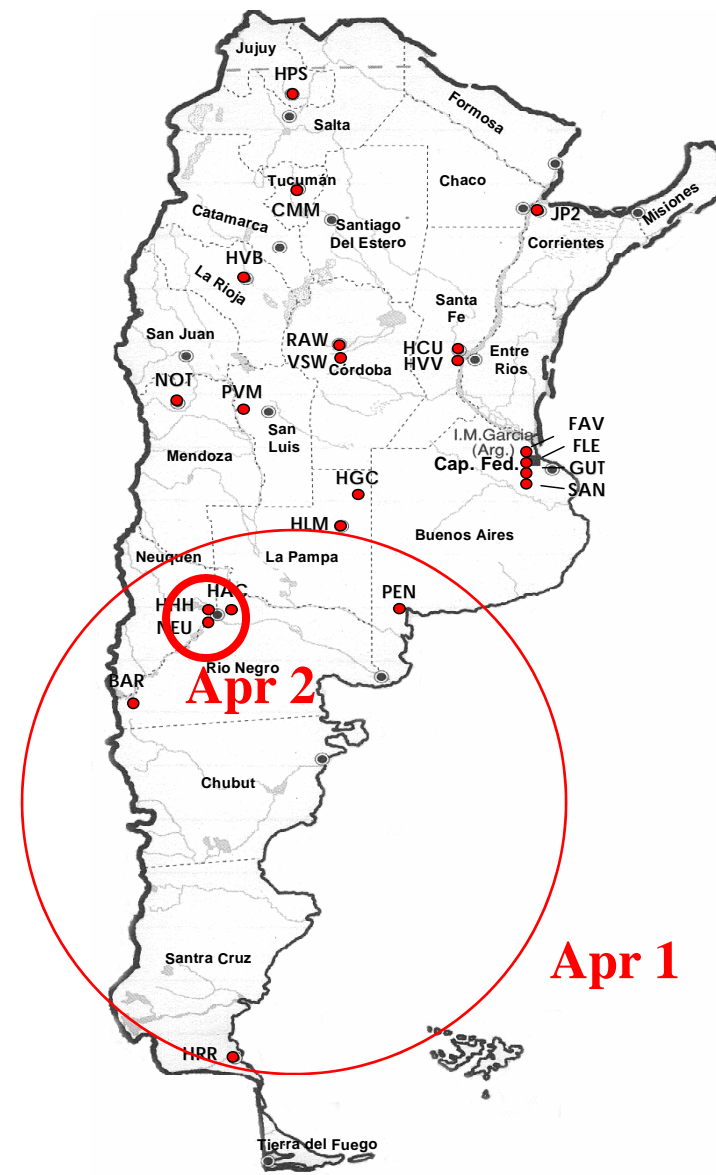 Jujuy
HPS
Salta
Formosa
Tucumán
CMM
Chaco
JP2
Misiones
Catamarca
Santiago
Del Estero
Corrientes
HVB
La Rioja
Santa
Fe
San Juan
RAW
VSW
Córdoba
HCU
HVV
Entre
Rios
NOT
PVM
San
Luis
Mendoza
I.M.Garcia
(Arg.)
Cap. Fed.
FAV
FLE
GUT
SAN
HGC
HLM
Buenos Aires
Neuquen
La Pampa
HAC
HHH
NEU
PEN
Rio Negro
Apr 2
BAR
Chubut
Santra Cruz
Apr 1
HRR
Tierra del Fuego